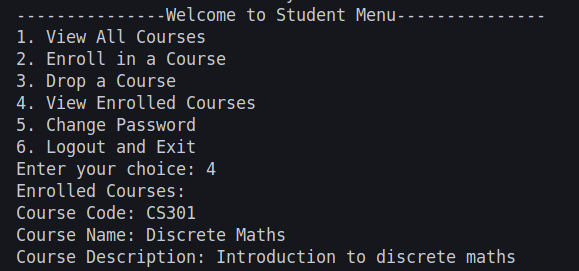 ---------------Welcome to Student Menu---------------
1. View All Courses
2. Enroll in a Course
3. Drop a Course
4. View Enrolled Courses
5. Change Password
6. Logout and Exit
Enter your choice: 4
Enrolled Courses:
Course Code: CS301
Course Name: Discrete Maths
Course Description: Introduction to discrete maths